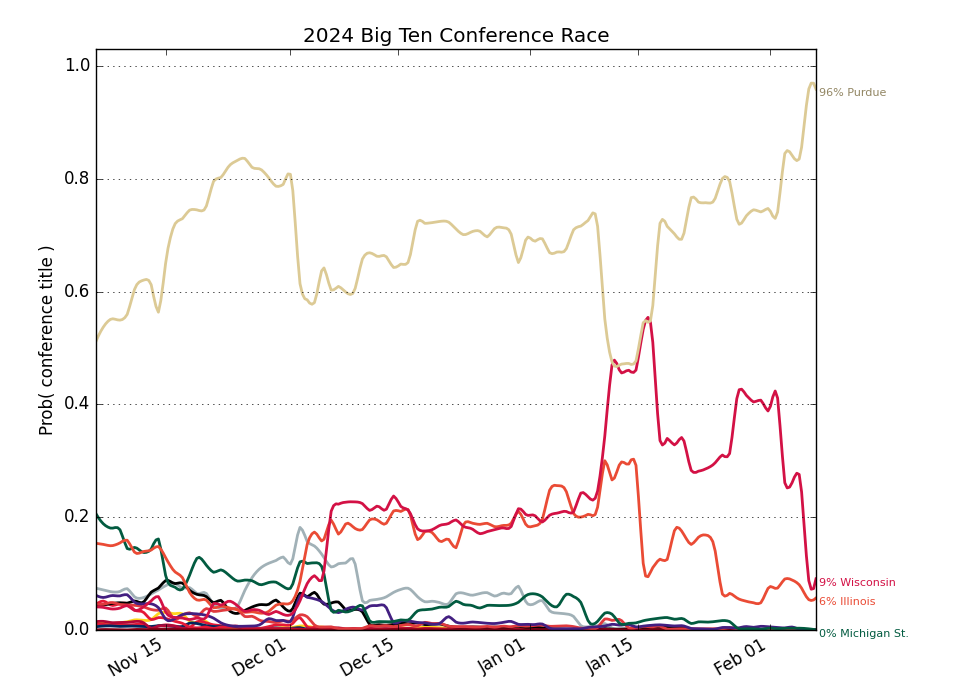 2024 Big Ten Conference Race
Prob( conference title )
1.0
0.8
0.6
0.4
0.2
0.0
Nov 15
Dec 01
Dec 15
Jan 01
Jan 15
Feb 01
96% Purdue
9% Wisconsin
6% Illinois
0% Michigan St.